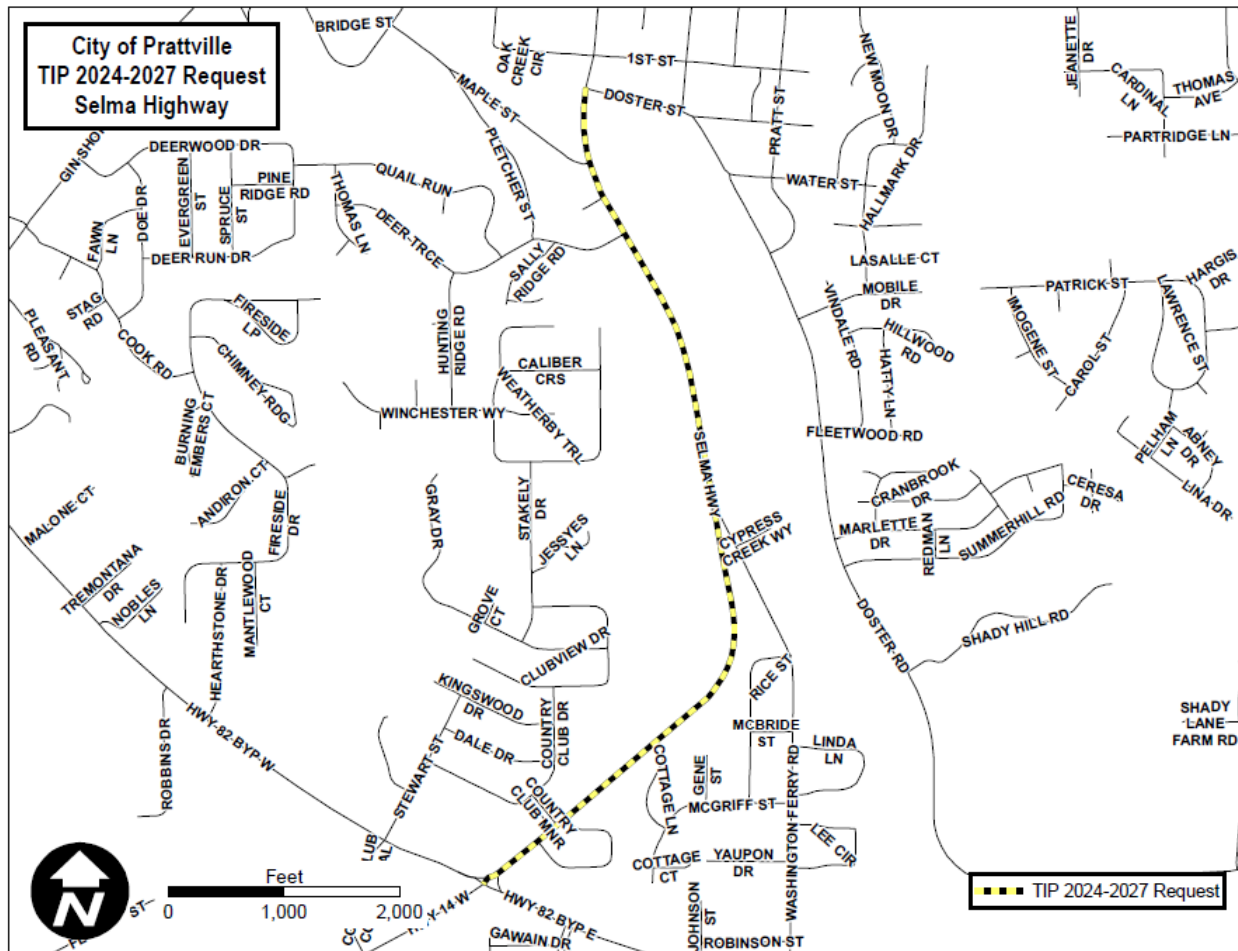 City of Prattville
TIP 2024-2027 Request
Selma Highway
BRIDGE ST
OAK
CREEK
CIR
1ST ST
NEW MOON DR
JEANETTE
DR
CARDINAL
LN
THOMAS
AVE
PARTRIDGE LN
MAPLE ST
DOSTER ST
PRATT ST
PLETCHER ST
WATER ST
HALLMARK DR
DEERWOOD DR
EVERGREEN
ST
SPRUCE
ST
PINE
RIDGE RD
QUAIL RUN
THOMAS LN
DEER TRCE
DOE DR
FAWN
LN
DEER RUN DR
SALLY
RIDGE RD
LASALLE CT
MOBILE
DR
PATRICK ST
LAWRENCE ST
HARGIS
DR
STAG
RD
PLEASANT
RD
COOK RD
FIRESIDE
LP
CHIMNEY RDG
HUNTING
RIDGE RD
VINDALE RD
HILLWOOD
RD
HATTY LN
IMOGENE ST
CAROL ST
CALIBER
CRS
WEATHERBY TRL
WINCHESTER WY
BURNING
EMBERS CT
SELMA HWY
FLEETWOOD RD
PELHAM
LN
ABNEY
DR
LINA DR
MALONE CT
ANDIRON CT
FIRESIDE
DR
GRAY DR
STAKELY
DR
JESSYES
LN
CYPRESS
CREEK WY
CRANBROOK
DR
MARLETTE
DR
REDMAN
LN
SUMMERHILL RD
CERESA
DR
TREMONTANA
DR
NOBLES
LN
HEARTHSTONE DR
MANTLEWOOD
CT
GROVE
CT
CLUBVIEW DR
DOSTER RD
SHADY HILL RD
RICE ST
KINGSWOOD
DR
DALE DR
COUNTRY
CLUB DR
STEWART ST
ROBBINS DR
HWY 82 BYP W
MCBRIDE
ST
LINDA
LN
SHADY
LANE
FARM RD
COTTAGE LN
GENE
ST
MCGRIFF ST
WASHINGTON FERRY RD
COUNTRY
CLUB MNR
LEE CIR
COTTAGE
CT
YAUPON
DR
JOHNSON
ST
ROBINSON ST
HWY 82 BYP E
GAWAIN DR
N
Feet
0
1,000
2,000
TIP 2024-2027 Request